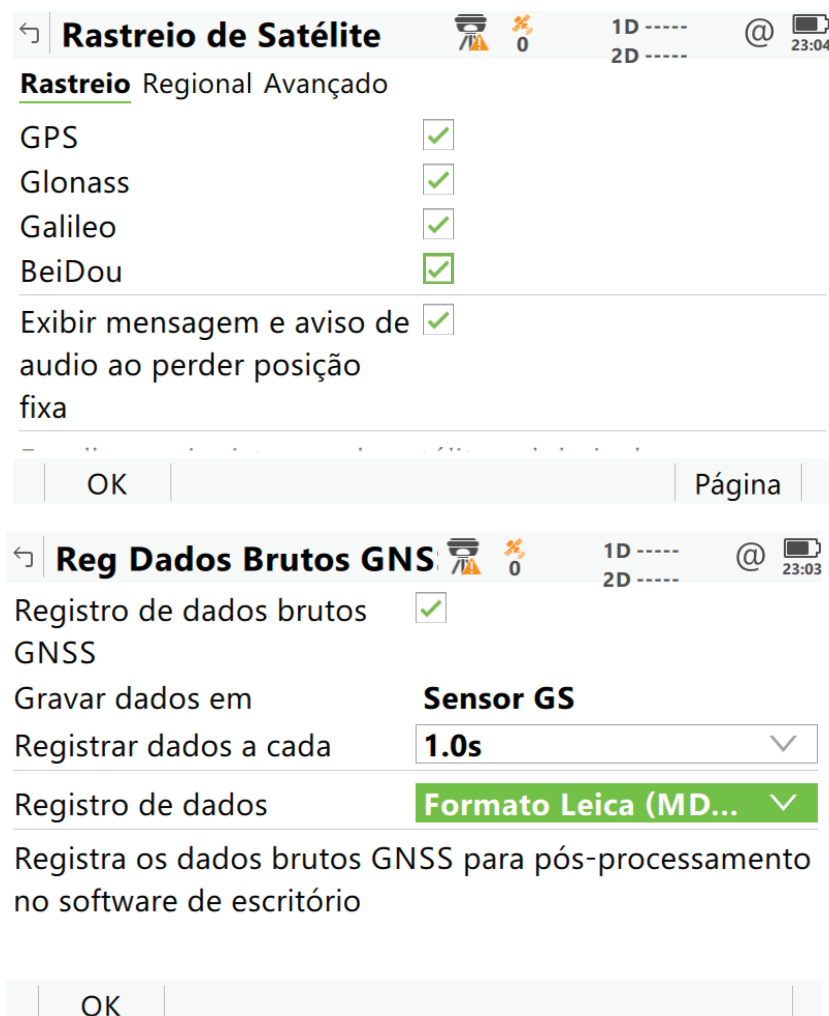 Rastreio de Satélite
0
1D -----
2D -----
@
23:04
Rastreio Regional Avançado
GPS
Glonass
Galileo
BeiDou
Exibir mensagem e aviso de
audio ao perder posição
fixa
OK
Página
Reg Dados Brutos GNS
0
1D -----
2D -----
@
23:03
Registro de dados brutos
GNSS
Gravar dados em Sensor GS
Registrar dados a cada 1.0s
Registro de dados Formato Leica (MD...
Registra os dados brutos GNSS para pós-processamento
no software de escritório
OK